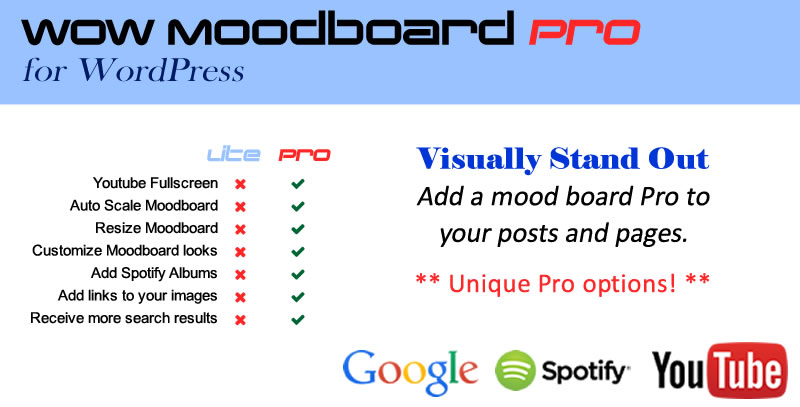 WOW MOODBOARD PRO
for WordPress
LITE PRO
Youtube Fullscreen
Auto Scale Moodboard
Resize Moodboard
Customize Moodboard looks
Add Spotify Albums
Add links to your images
Receive more search results
Visually Stand Out
Add a mood board Pro to
your posts and pages.
** Unique Pro options! **
Google Spotify YouTube